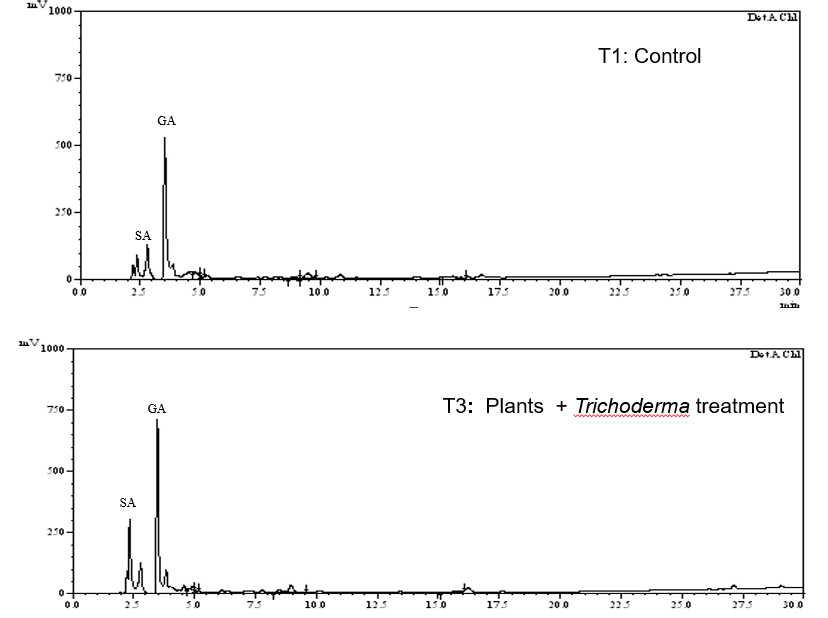 mV
1000
Det.A Ch1
T1: Control
750
GA
500
250
SA
0
0.0 2.5 5.0 7.5 10.0 12.5 15.0 17.5 20.0 22.5 25.0 27.5 30.0
min
mV
1000
Det.A Ch1
GA
750
T3: Plants + Trichoderma treatment
SA
500
250
0
0.0 2.5 5.0 7.5 10.0 12.5 15.0 17.5 20.0 22.5 25.0 27.5 30.0